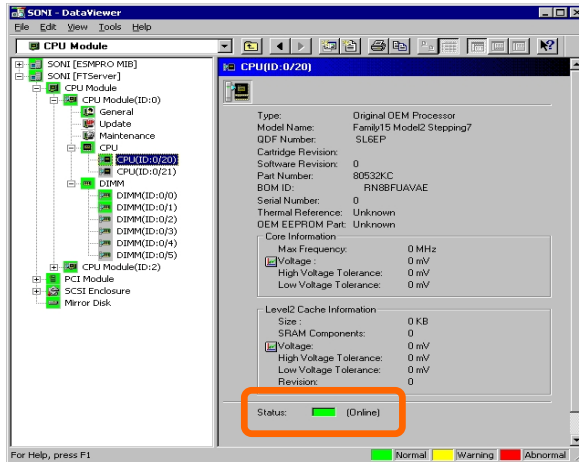 SONI - DataViewer
File Edit View Tools Help
CPU Module
SONI [ESMPRO MIB]
SONI [FTServer]
CPU Module
CPU Module(ID:0)
General
Update
Maintenance
CPU
CPU(ID:0/20)
CPU(ID:0/21)
DIMM
DIMM(ID:0/0)
DIMM(ID:0/1)
DIMM(ID:0/2)
DIMM(ID:0/3)
DIMM(ID:0/4)
DIMM(ID:0/5)
CPU Module(ID:2)
PCI Module
SCSI Enclosure
Mirror Disk
CPU(ID:0/20)
Type: Original OEM Processor
Model Name: Family15 Model2 Stepping7
QDF Number: SL6EP
Cartridge Revision:
Software Revision: 0
Part Number: 80532KC
BOM ID: RN8BFUAVAE
Serial Number: 0
Thermal Reference: Unknown
OEM EEPROM Part: Unknown
Core Information
Max Frequency: 0 MHz
Voltage : 0 mV
High Voltage Tolerance: 0 mV
Low Voltage Tolerance: 0 mV
Level2 Cache Information
Size : 0 KB
SRAM Components: 0
Voltage: 0 mV
High Voltage Tolerance: 0 mV
Low Voltage Tolerance: 0 mV
Revision: 0
Status: (Online)
For Help, press F1
Normal Warning Abnormal